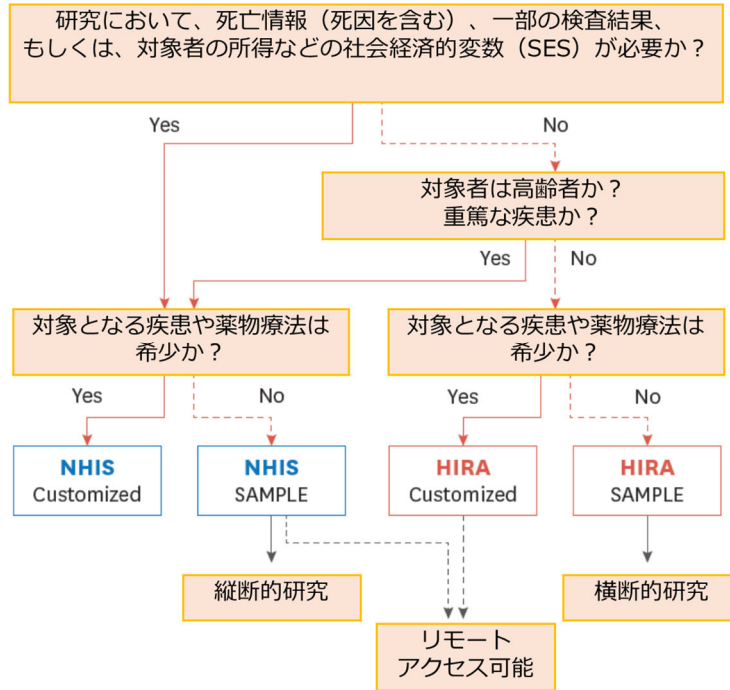 研究において、死亡情報（死因を含む）、一部の検査結果、
もしくは、対象者の所得などの社会経済的変数（SES）が必要か？
Yes
No
対象者は高齢者か？
重篤な疾患か？
Yes
No
対象となる疾患や薬物療法は
希少か？
対象となる疾患や薬物療法は
希少か？
Yes
No
Yes
No
NHIS
Customized
NHIS
SAMPLE
HIRA
Customized
HIRA
SAMPLE
縦断的研究
横断的研究
リモート
アクセス可能